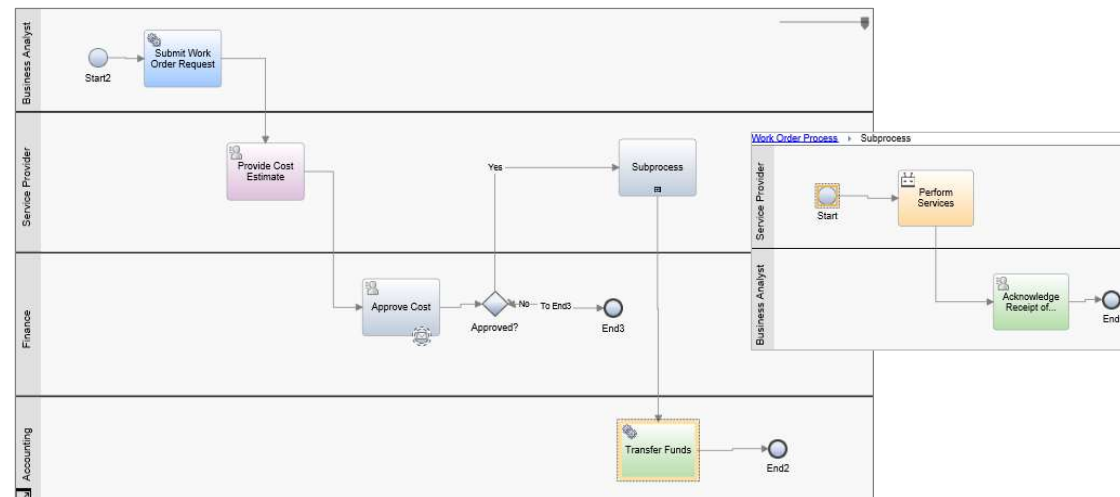 Business Analyst
Start2
Submit Work
Order Request
Service Provider
Provide Cost
Estimate
Yes
Subprocess
Finance
Approve Cost
Approved?
No
To End3
End3
Accounting
Transfer Funds
End2
Work Order Process
Subprocess
Service Provider
Start
Perform
Services
Business Analyst
Acknowledge
Receipt of...
End